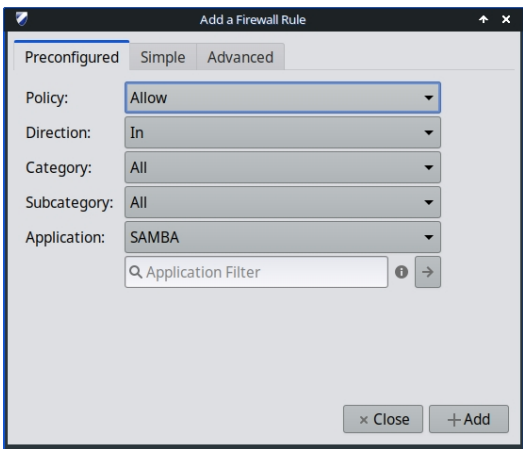 Add a Firewall Rule
Preconfigured Simple Advanced
Policy: Allow
Direction: In
Category: All
Subcategory: All
Application: SAMBA
Application Filter
Close Add